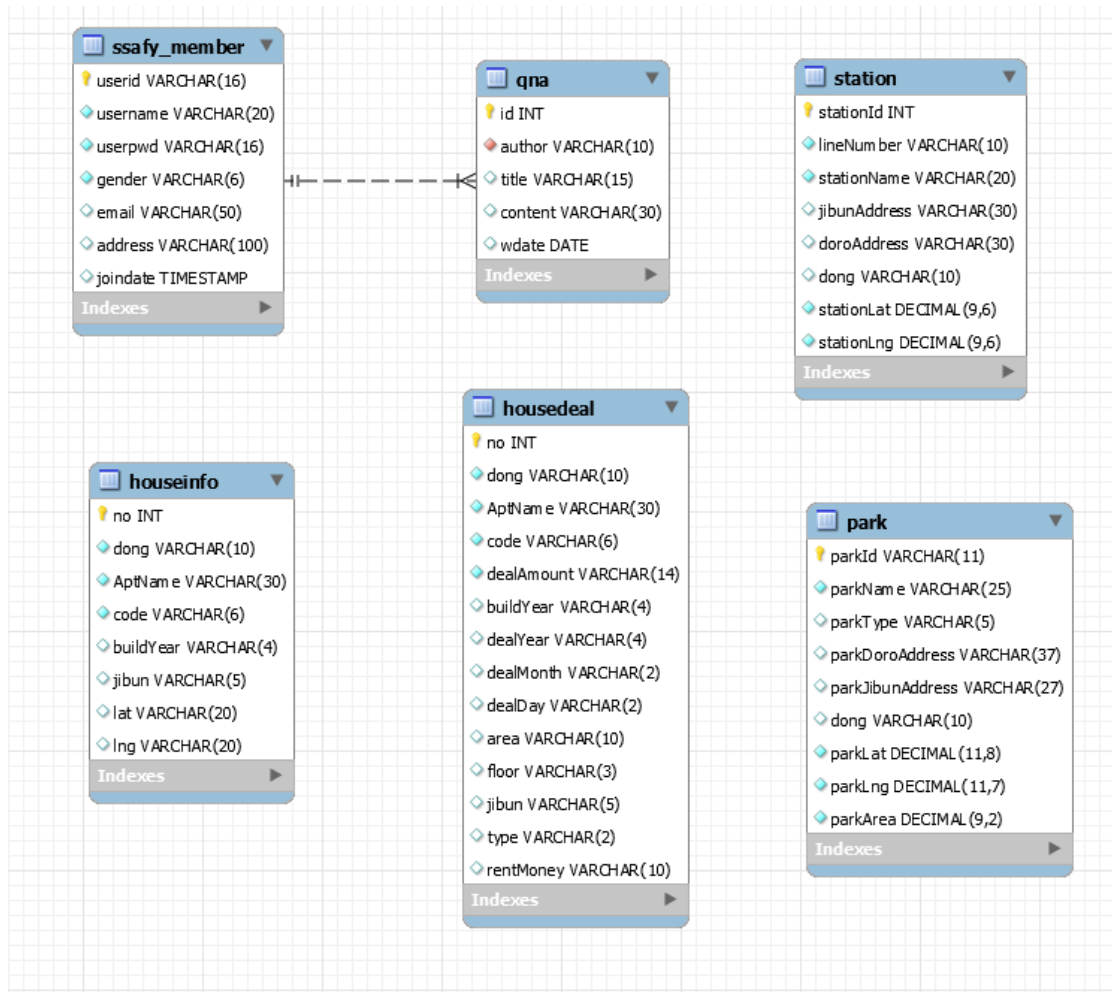 ssafy_member
userid VARCHAR(16)
username VARCHAR(20)
userpwd VARCHAR(16)
gender VARCHAR(6)
email VARCHAR(50)
address VARCHAR(100)
joindate TIMESTAMP
Indexes
qna
id INT
author VARCHAR(10)
title VARCHAR(15)
content VARCHAR(30)
wdate DATE
Indexes
station
stationId INT
lineNumber VARCHAR(10)
stationName VARCHAR(20)
jibunAddress VARCHAR(30)
doroAddress VARCHAR(30)
dong VARCHAR(10)
stationLat DECIMAL(9,6)
stationLng DECIMAL(9,6)
Indexes
houseinfo
no INT
dong VARCHAR(10)
AptName VARCHAR(30)
code VARCHAR(6)
buildYear VARCHAR(4)
jibun VARCHAR(5)
lat VARCHAR(20)
lng VARCHAR(20)
Indexes
housedeal
no INT
dong VARCHAR(10)
AptName VARCHAR(30)
code VARCHAR(6)
dealAmount VARCHAR(14)
buildYear VARCHAR(4)
dealYear VARCHAR(4)
dealMonth VARCHAR(2)
dealDay VARCHAR(2)
area VARCHAR(10)
floor VARCHAR(3)
jibun VARCHAR(5)
type VARCHAR(2)
rentMoney VARCHAR(10)
Indexes
park
parkId VARCHAR(11)
parkName VARCHAR(25)
parkType VARCHAR(5)
parkDoroAddress VARCHAR(37)
parkJibunAddress VARCHAR(27)
dong VARCHAR(10)
parkLat DECIMAL(11,8)
parkLng DECIMAL(11,7)
parkArea DECIMAL(9,2)
Indexes